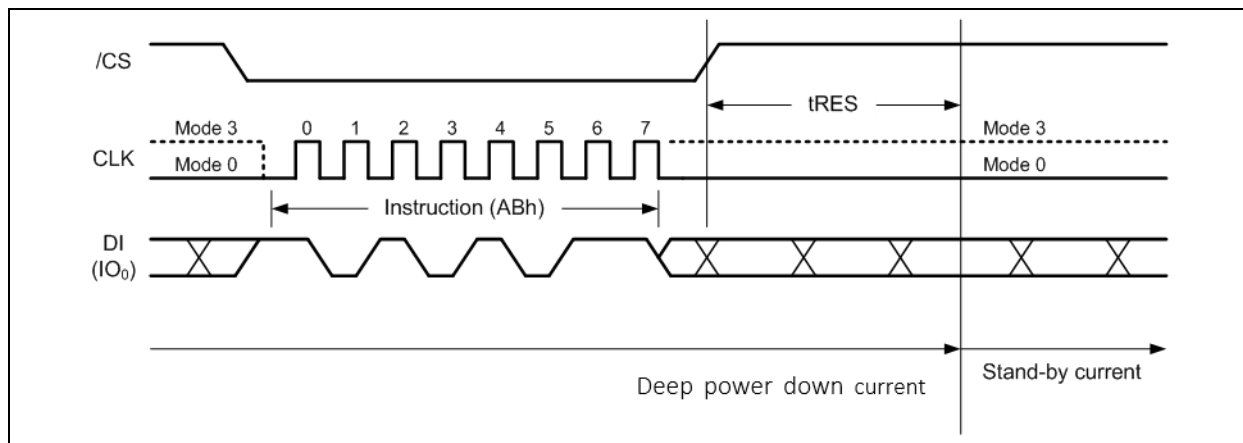 /CS
tRES
Mode 3 0 1 2 3 4 5 6 7 Mode 3
CLK
Mode 0 Mode 0
Instruction (ABh)
DI
(IO₀)
Deep power down current
Stand-by current